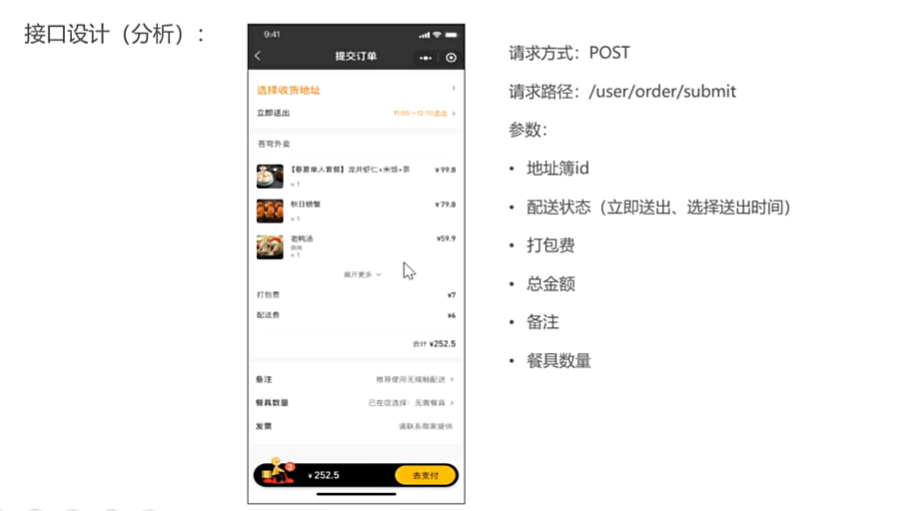 接口设计（分析）：
9:41
提交订单
选择收货地址
立即送出
11:55~12:10送达
苍穹外卖
【春夏单人套餐】龙井虾仁+米饭+茶 ¥99.8
×1
秋日螃蟹 ¥79.8
×1
老鸭汤 ¥59.9
×1
展开更多
打包费 ¥7
配送费 ¥6
合计 ¥252.5
备注 推荐使用无接触配送
餐具数量 已在店选择：无需餐具
发票 请联系商家提供
3
¥252.5 去支付
请求方式：POST
请求路径：/user/order/submit
参数：
• 地址簿id
• 配送状态（立即送出、选择送出时间）
• 打包费
• 总金额
• 备注
• 餐具数量